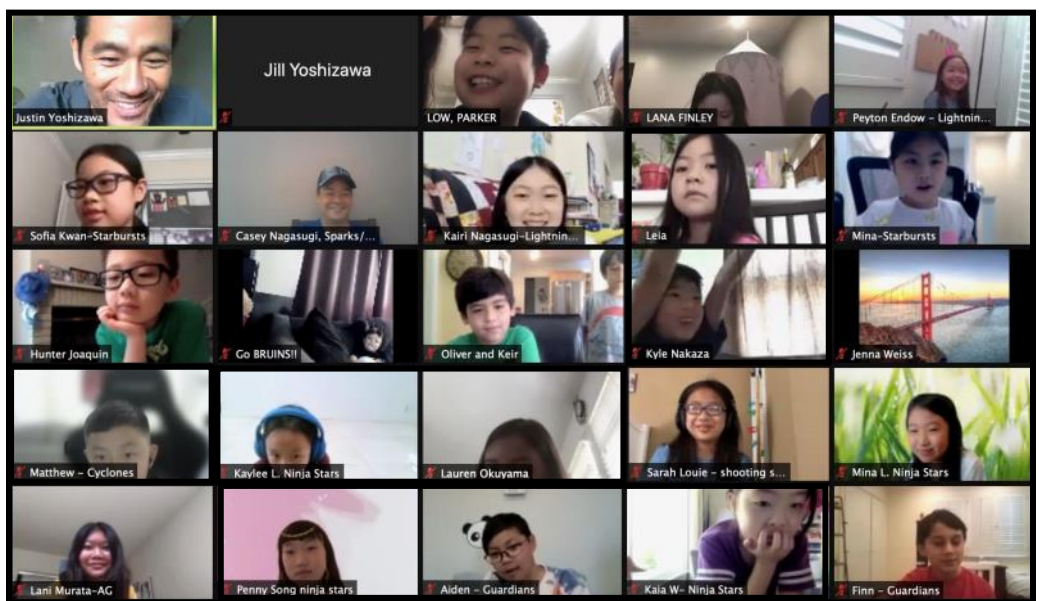 Justin Yoshizawa
Jill Yoshizawa
LOW, PARKER
LANA FINLEY
Peyton Endow – Lightnin...
Sofia Kwan-Starbursts
Casey Nagasugi, Sparks/...
Kairi Nagasugi-Lightnin...
Leia
Mina-Starbursts
Hunter Joaquin
Go BRUINS!!
Oliver and Keir
Kyle Nakaza
Jenna Weiss
Matthew – Cyclones
Kaylee L. Ninja Stars
Lauren Okuyama
Sarah Louie – shooting s...
Mina L. Ninja Stars
Lani Murata-AG
Penny Song ninja stars
Aiden – Guardians
Kaia W– Ninja Stars
Finn – Guardians